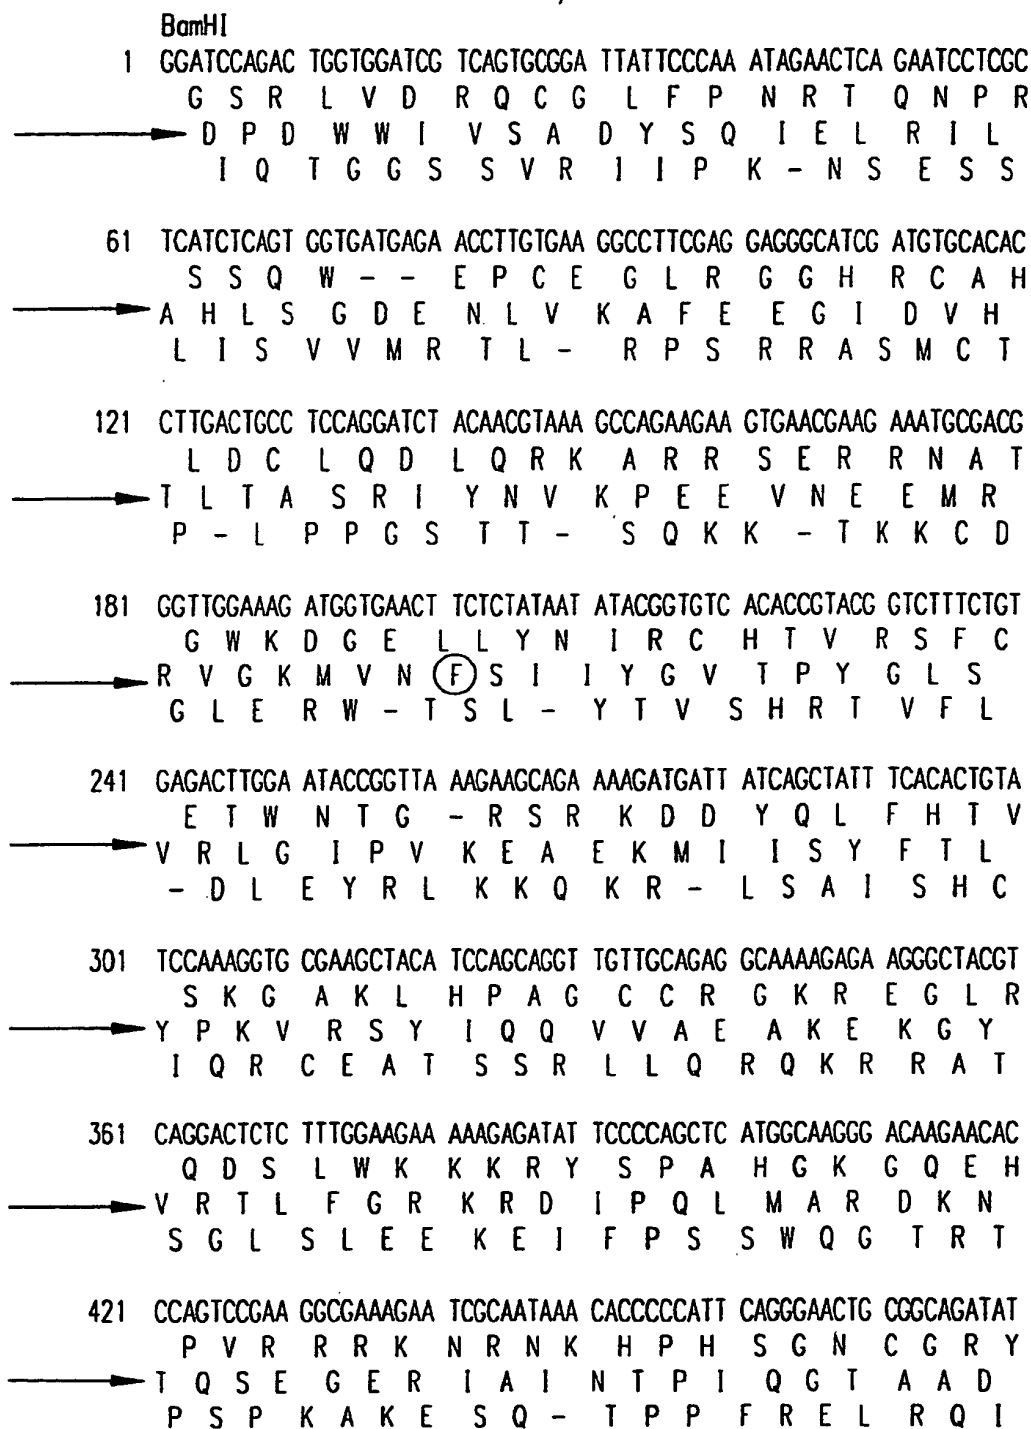 BamHI
1 GGATCCAGAC TGGTGGATCG TCAGTGCGGA TTATTCCCAA ATAGAACTCA GAATCCTCGC
G S R L V D R Q C G L F P N R T Q N P R
D P D W W I V S A D Y S Q I E L R I L
I Q T G G S S V R I I P K - N S E S S
61 TCATCTCAGT GGTGATGAGA ACCTTGTGAA GGCCTTCGAG GAGGGCATCG ATGTGCACAC
S S Q W - - E P C E G L R G G H R C A H
A H L S G D E N L V K A F E E G I D V H
L I S V V M R T L - R P S R R A S M C T
121 CTTGACTGCC TCCAGGATCT ACAACGTAAA GCCAGAAGAA GTGAACGAAG AAATGCGACG
L D C L Q D L Q R K A R R S E R R N A T
T L T A S R I Y N V K P E E V N E E M R
P - L P P G S T T - S Q K K - T K K C D
181 GGTTGGAAAG ATGGTGAACT TCTCTATAAT ATACGGTGTC ACACCGTACG GTCTTTCTGT
G W K D G E L L Y N I R C H T V R S F C
R V G K M V N F S I I Y G V T P Y G L S
G L E R W - T S L - Y T V S H R T V F L
241 GAGACTTGGA ATACCGGTTA AAGAAGCAGA AAAGATGATT ATCAGCTATT TCACACTGTA
E T W N T G - R S R K D D Y Q L F H T V
V R L G I P V K E A E K M I I S Y F T L
- D L E Y R L K K Q K R - L S A I S H C
301 TCCAAAGGTG CGAAGCTACA TCCAGCAGGT TGTTGCAGAG GCAAAAGAGA AGGGCTACGT
S K G A K L H P A G C C R G K R E G L R
Y P K V R S Y I Q Q V V A E A K E K G Y
I Q R C E A T S S R L L Q R Q K R R A T
361 CAGGACTCTC TTTGGAAGAA AAAGAGATAT TCCCCAGCTC ATGGCAAGGG ACAAGAACAC
Q D S L W K K K R Y S P A H G K G Q E H
V R T L F G R K R D I P Q L M A R D K N
S G L S L E E K E I F P S S W Q G T R T
421 CCAGTCCGAA GGCGAAAGAA TCGCAATAAA CACCCCCATT CAGGGAACTG CGGCAGATAT
P V R R R K N R N K H P H S G N C G R Y
T Q S E G E R I A I N T P I Q G T A A D
P S P K A K E S Q - T P P F R E L R Q I